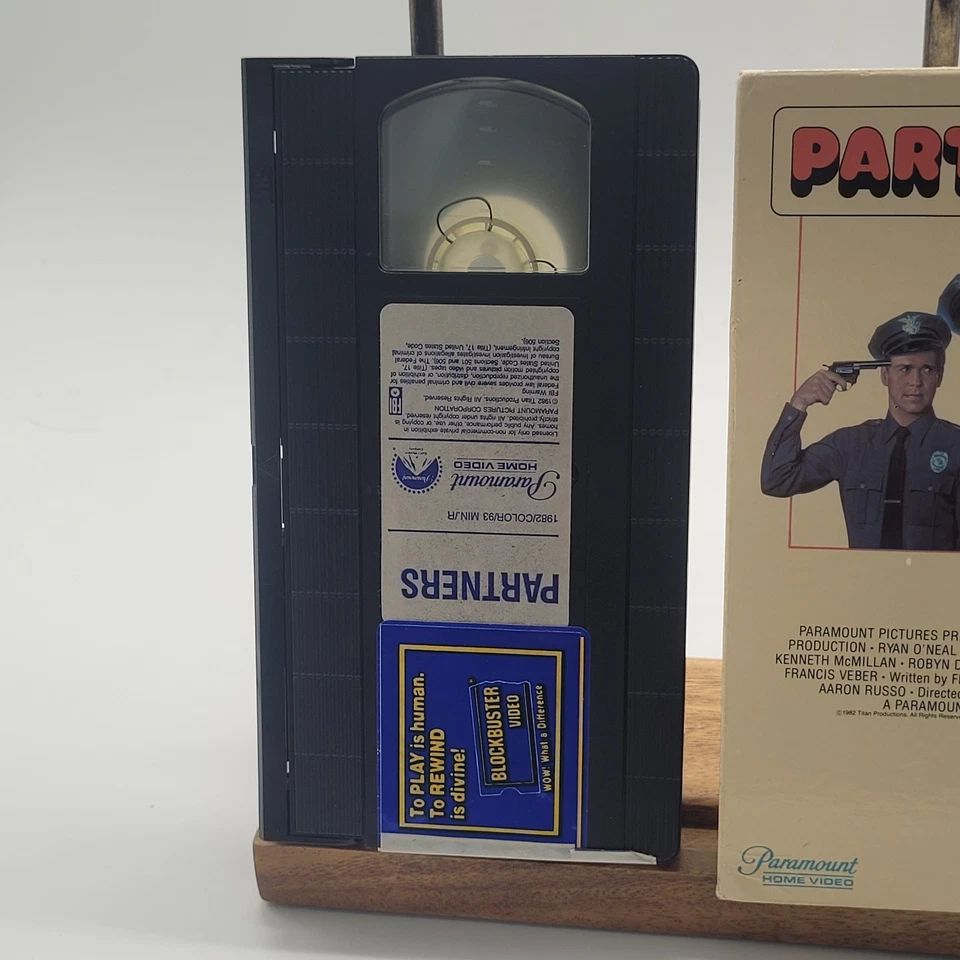 PARTNERS
1982/COLOR/93 MIN./R
Paramount
HOME VIDEO
Paramount
Licensed only for non-commercial private exhibition in
homes. Any public performance, other use, or copying is
strictly prohibited. All rights under copyright reserved
PARAMOUNT PICTURES CORPORATION
©1982 Titan Productions. All Rights Reserved.
FBI WARNING
Federal law provides severe civil and criminal penalties for
the unauthorized reproduction, distribution, or exhibition of
copyrighted motion pictures and video tapes. (Title 17,
United States Code, Sections 501 and 506). The Federal
Bureau of Investigation investigates allegations of criminal
copyright infringement, (Title 17, United States Code,
Section 506).
To PLAY is human.
To REWIND
is divine!
BLOCKBUSTER
VIDEO
WOW! What a Difference
PART
PARAMOUNT PICTURES PR
PRODUCTION • RYAN O'NEAL
KENNETH McMILLAN • ROBYN D
FRANCIS VEBER • Written by F
AARON RUSSO • Directed
A PARAMOUN
©1982 Titan Productions. All Rights Reserve
Paramount
HOME VIDEO